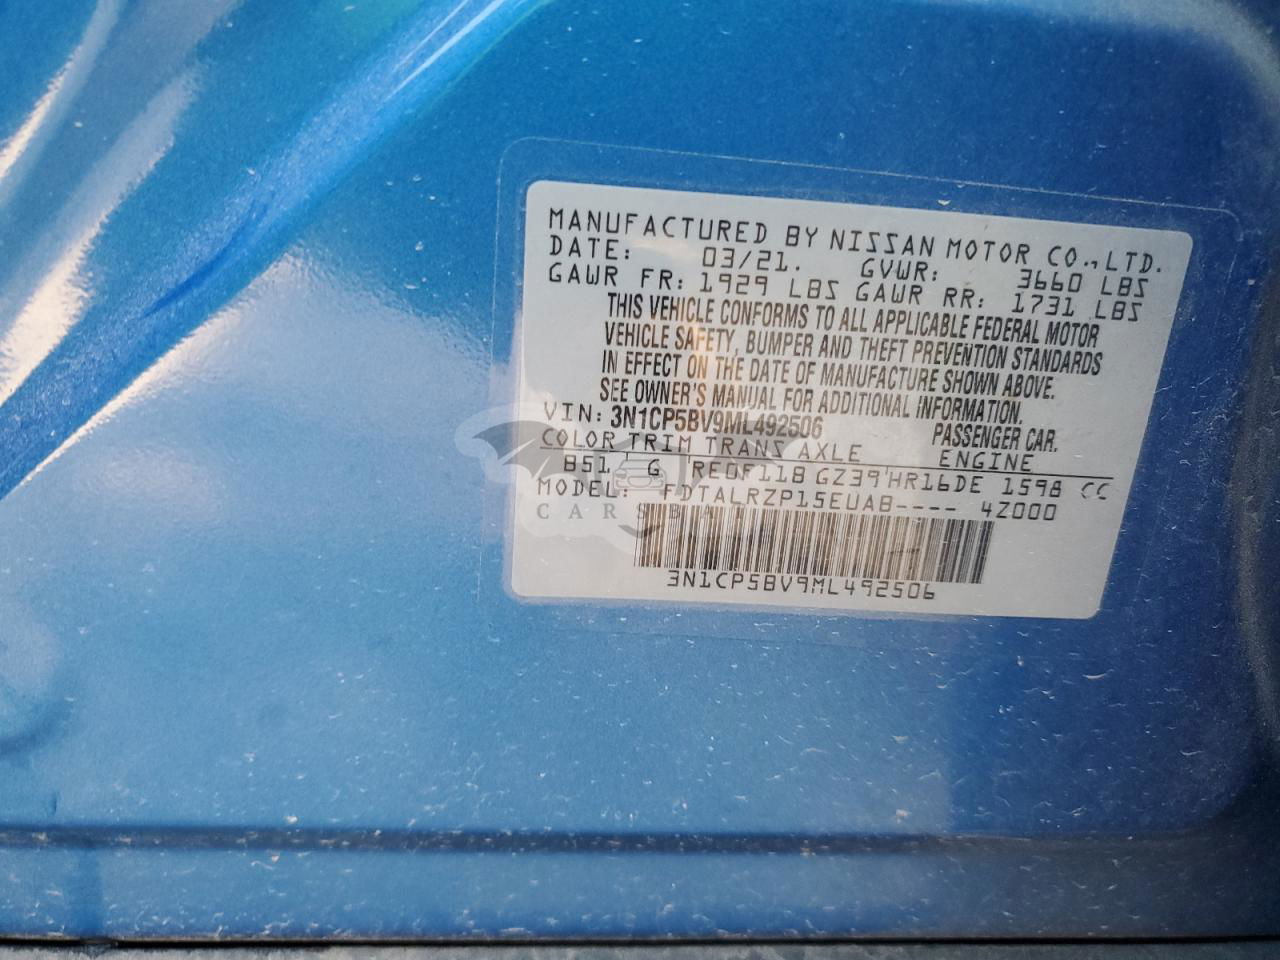 MANUFACTURED BY NISSAN MOTOR CO.,LTD.
DATE: 03/21. GVWR: 3660 LBS
GAWR FR: 1929 LBS GAWR RR: 1731 LBS
THIS VEHICLE CONFORMS TO ALL APPLICABLE FEDERAL MOTOR
VEHICLE SAFETY, BUMPER AND THEFT PREVENTION STANDARDS
IN EFFECT ON THE DATE OF MANUFACTURE SHOWN ABOVE.
SEE OWNER'S MANUAL FOR ADDITIONAL INFORMATION.
VIN: 3N1CP5BV9ML492506 PASSENGER CAR.
COLOR TRIM TRANS AXLE ENGINE
B51 G RE0F11B GZ39 HR16DE 1598 CC
MODEL: FDTALRZP15EUAB---- 4Z000
3N1CP5BV9ML492506